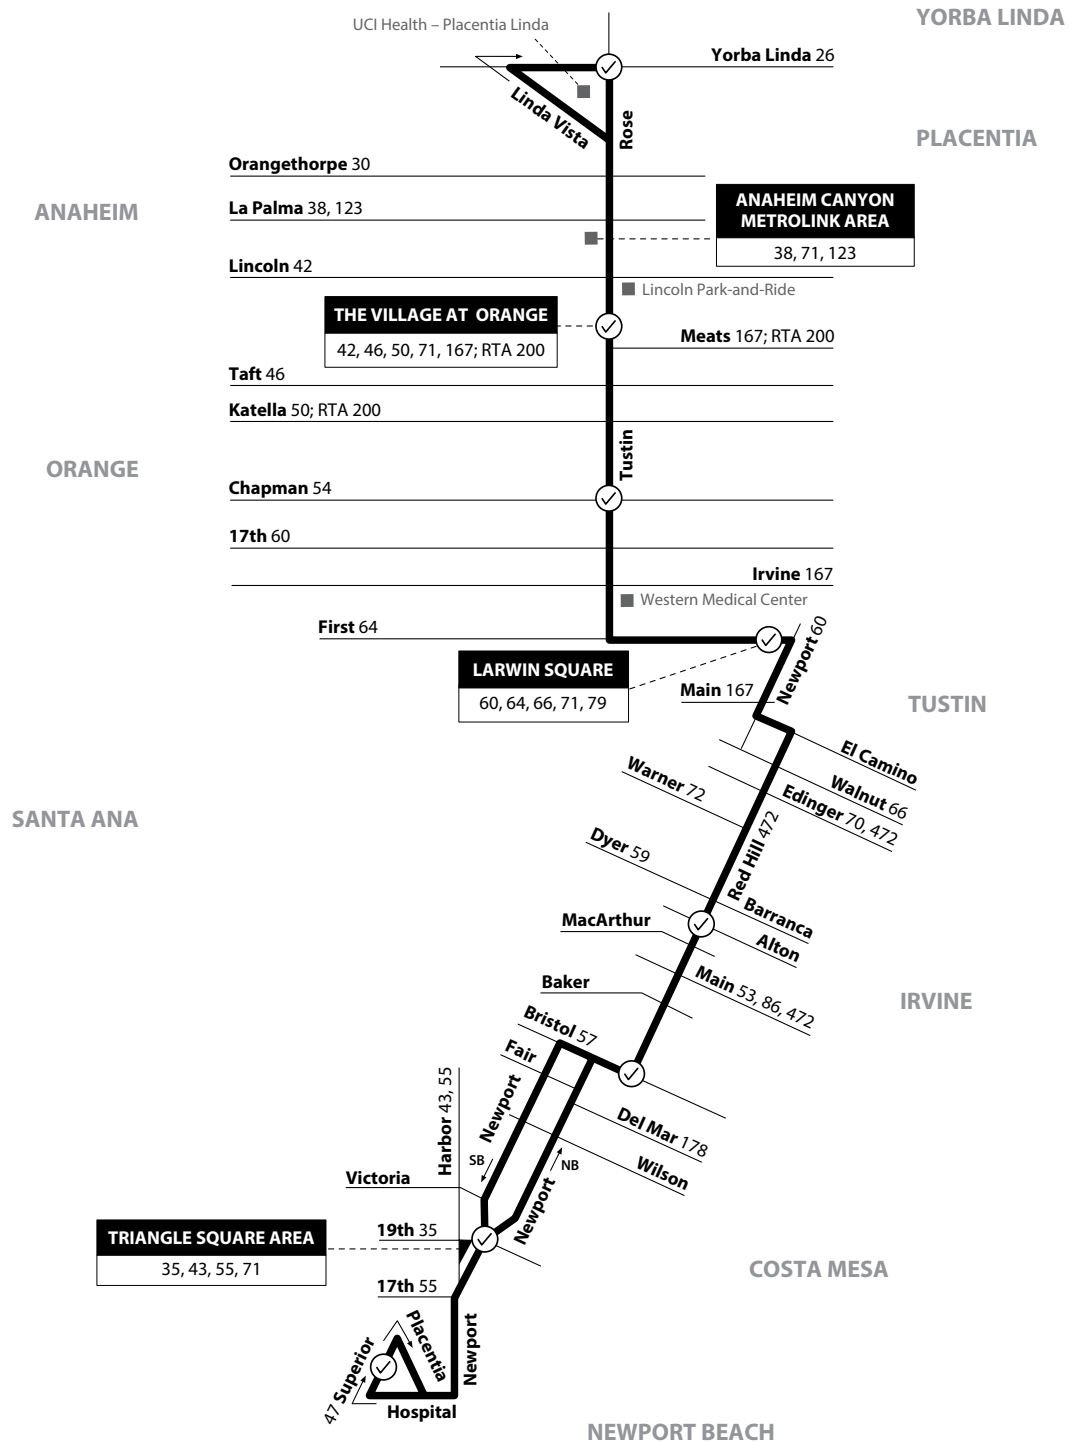 YORBA LINDA
UCI Health – Placentia Linda
Yorba Linda 26
Linda Vista
Rose
PLACENTIA
Orangethorpe 30
ANAHEIM
La Palma 38, 123
ANAHEIM CANYON
METROLINK AREA
38, 71, 123
Lincoln 42
Lincoln Park-and-Ride
THE VILLAGE AT ORANGE
42, 46, 50, 71, 167; RTA 200
Meats 167; RTA 200
Taft 46
Katella 50; RTA 200
Tustin
ORANGE
Chapman 54
17th 60
Irvine 167
Western Medical Center
First 64
Newport 60
LARWIN SQUARE
60, 64, 66, 71, 79
Main 167
TUSTIN
El Camino
Walnut 66
Edinger 70, 472
Warner 72
SANTA ANA
Red Hill 472
Dyer 59
Barranca
Alton
MacArthur
Main 53, 86, 472
IRVINE
Baker
Bristol 57
Fair
Newport
Harbor 43, 55
Del Mar 178
Wilson
SB
NB
Victoria
Newport
19th 35
TRIANGLE SQUARE AREA
35, 43, 55, 71
COSTA MESA
17th 55
Placentia
Newport
47 Superior
Hospital
NEWPORT BEACH